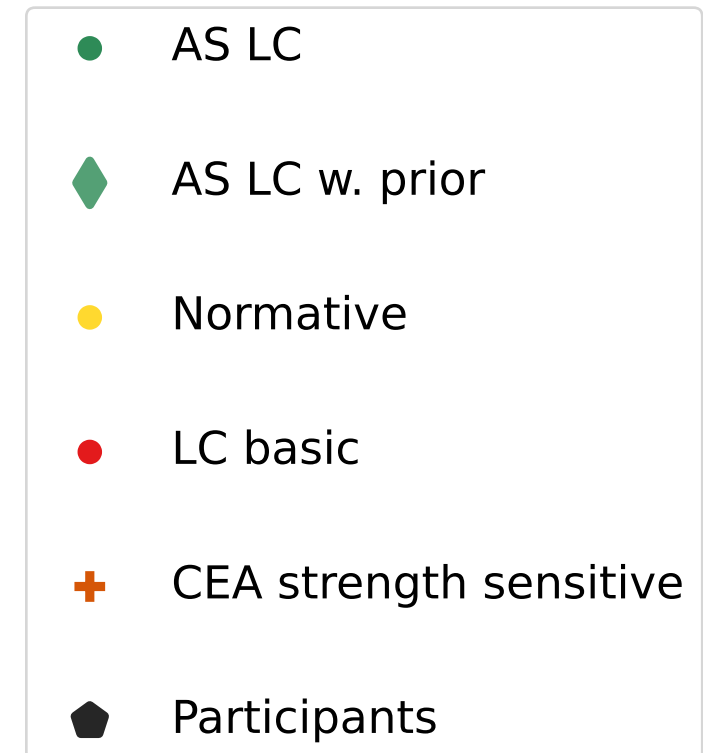 AS LC
AS LC w. prior
Normative
LC basic
CEA strength sensitive
Participants